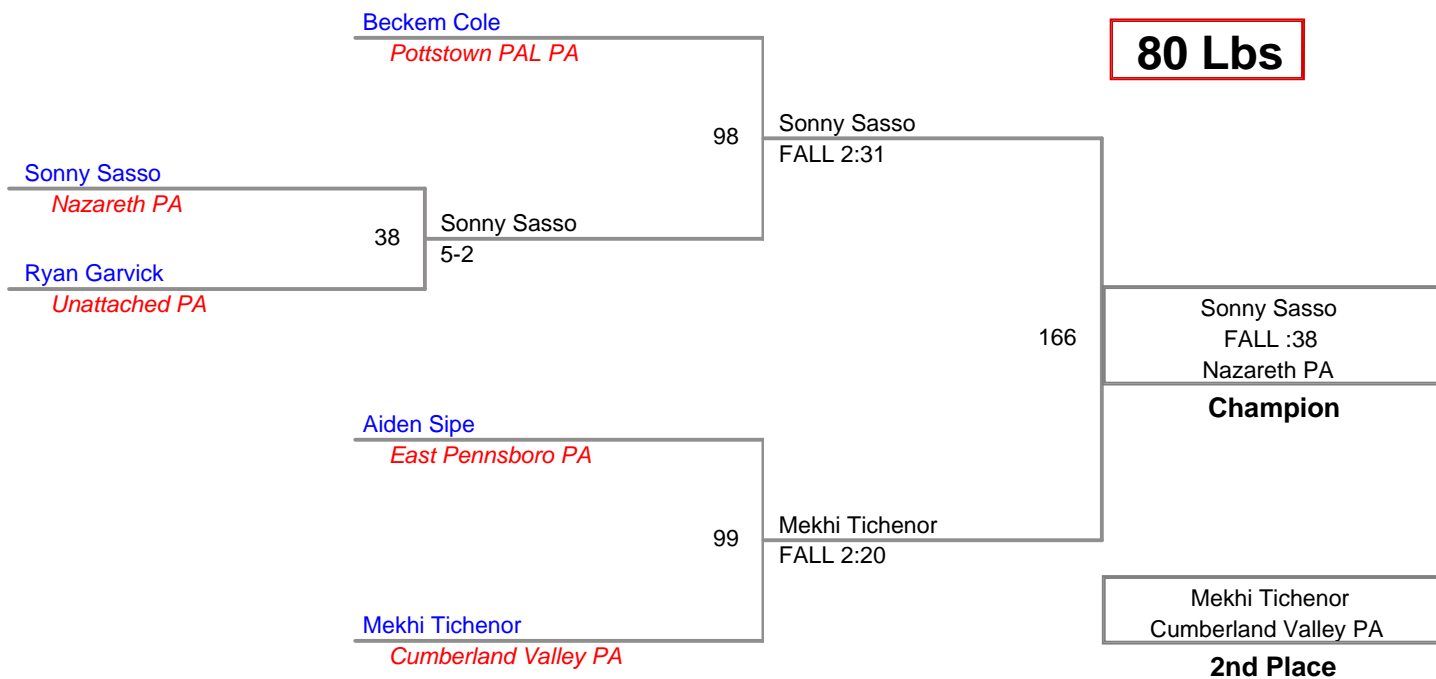 Beckem Cole
Pottstown PAL PA
80 Lbs
98
Sonny Sasso
FALL 2:31
Sonny Sasso
Nazareth PA
38
Sonny Sasso
5-2
Ryan Garvick
Unattached PA
166
Sonny Sasso
FALL :38
Nazareth PA
Champion
Aiden Sipe
East Pennsboro PA
99
Mekhi Tichenor
FALL 2:20
Mekhi Tichenor
Cumberland Valley PA
Mekhi Tichenor
Cumberland Valley PA
2nd Place